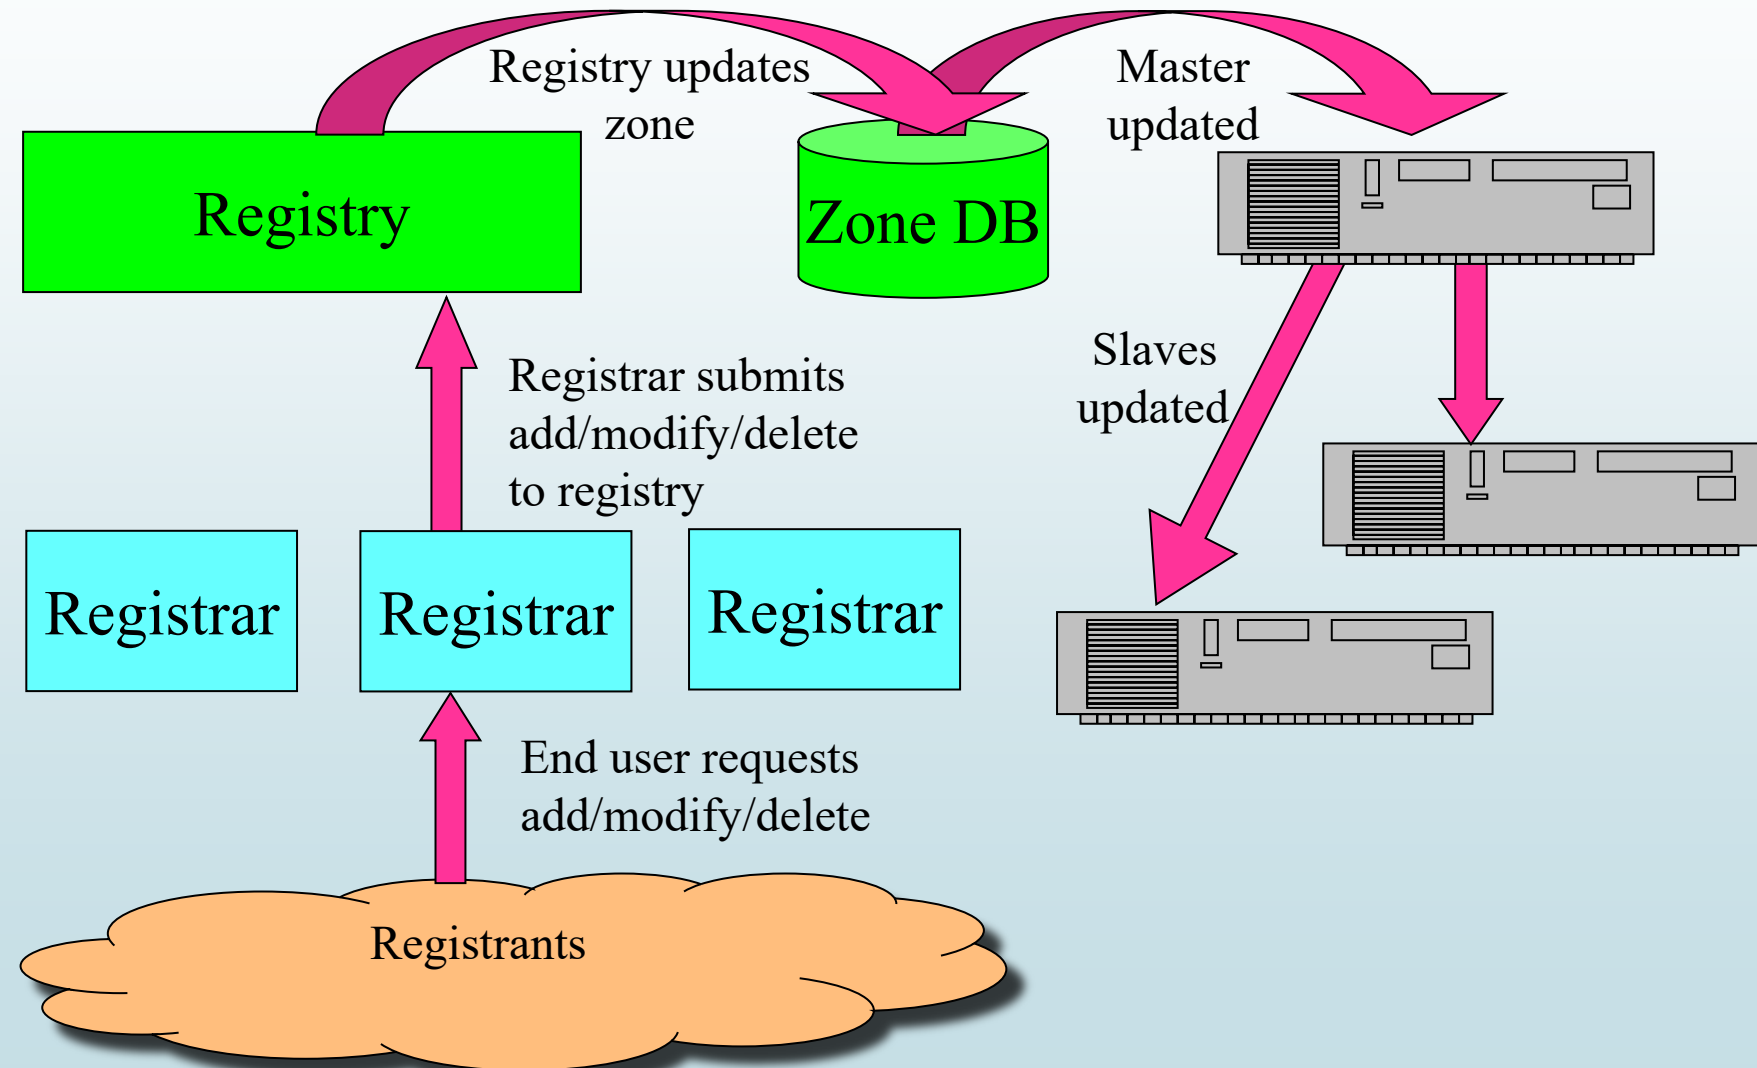 Registry updates
zone
Master
updated
Registry
Zone DB
Slaves
updated
Registrar submits
add/modify/delete
to registry
Registrar
Registrar
Registrar
End user requests
add/modify/delete
Registrants